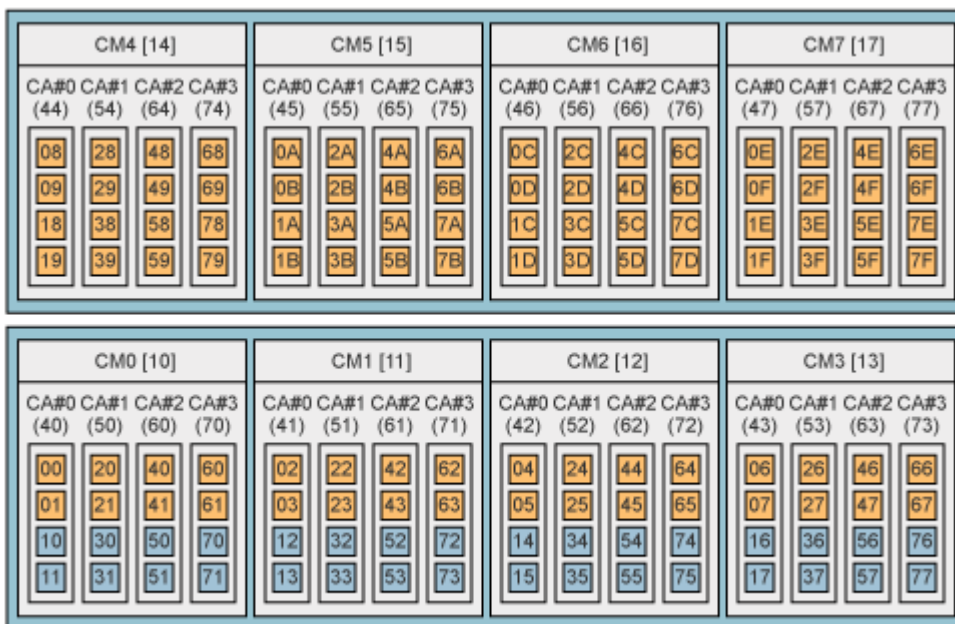 CM4 [14] CM5 [15] CM6 [16] CM7 [17]
CA#0 CA#1 CA#2 CA#3 CA#0 CA#1 CA#2 CA#3 CA#0 CA#1 CA#2 CA#3 CA#0 CA#1 CA#2 CA#3
(44) (54) (64) (74) (45) (55) (65) (75) (46) (56) (66) (76) (47) (57) (67) (77)
08 28 48 68 0A 2A 4A 6A 0C 2C 4C 6C 0E 2E 4E 6E
09 29 49 69 0B 2B 4B 6B 0D 2D 4D 6D 0F 2F 4F 6F
18 38 58 78 1A 3A 5A 7A 1C 3C 5C 7C 1E 3E 5E 7E
19 39 59 79 1B 3B 5B 7B 1D 3D 5D 7D 1F 3F 5F 7F
CM0 [10] CM1 [11] CM2 [12] CM3 [13]
CA#0 CA#1 CA#2 CA#3 CA#0 CA#1 CA#2 CA#3 CA#0 CA#1 CA#2 CA#3 CA#0 CA#1 CA#2 CA#3
(40) (50) (60) (70) (41) (51) (61) (71) (42) (52) (62) (72) (43) (53) (63) (73)
00 20 40 60 02 22 42 62 04 24 44 64 06 26 46 66
01 21 41 61 03 23 43 63 05 25 45 65 07 27 47 67
10 30 50 70 12 32 52 72 14 34 54 74 16 36 56 76
11 31 51 71 13 33 53 73 15 35 55 75 17 37 57 77